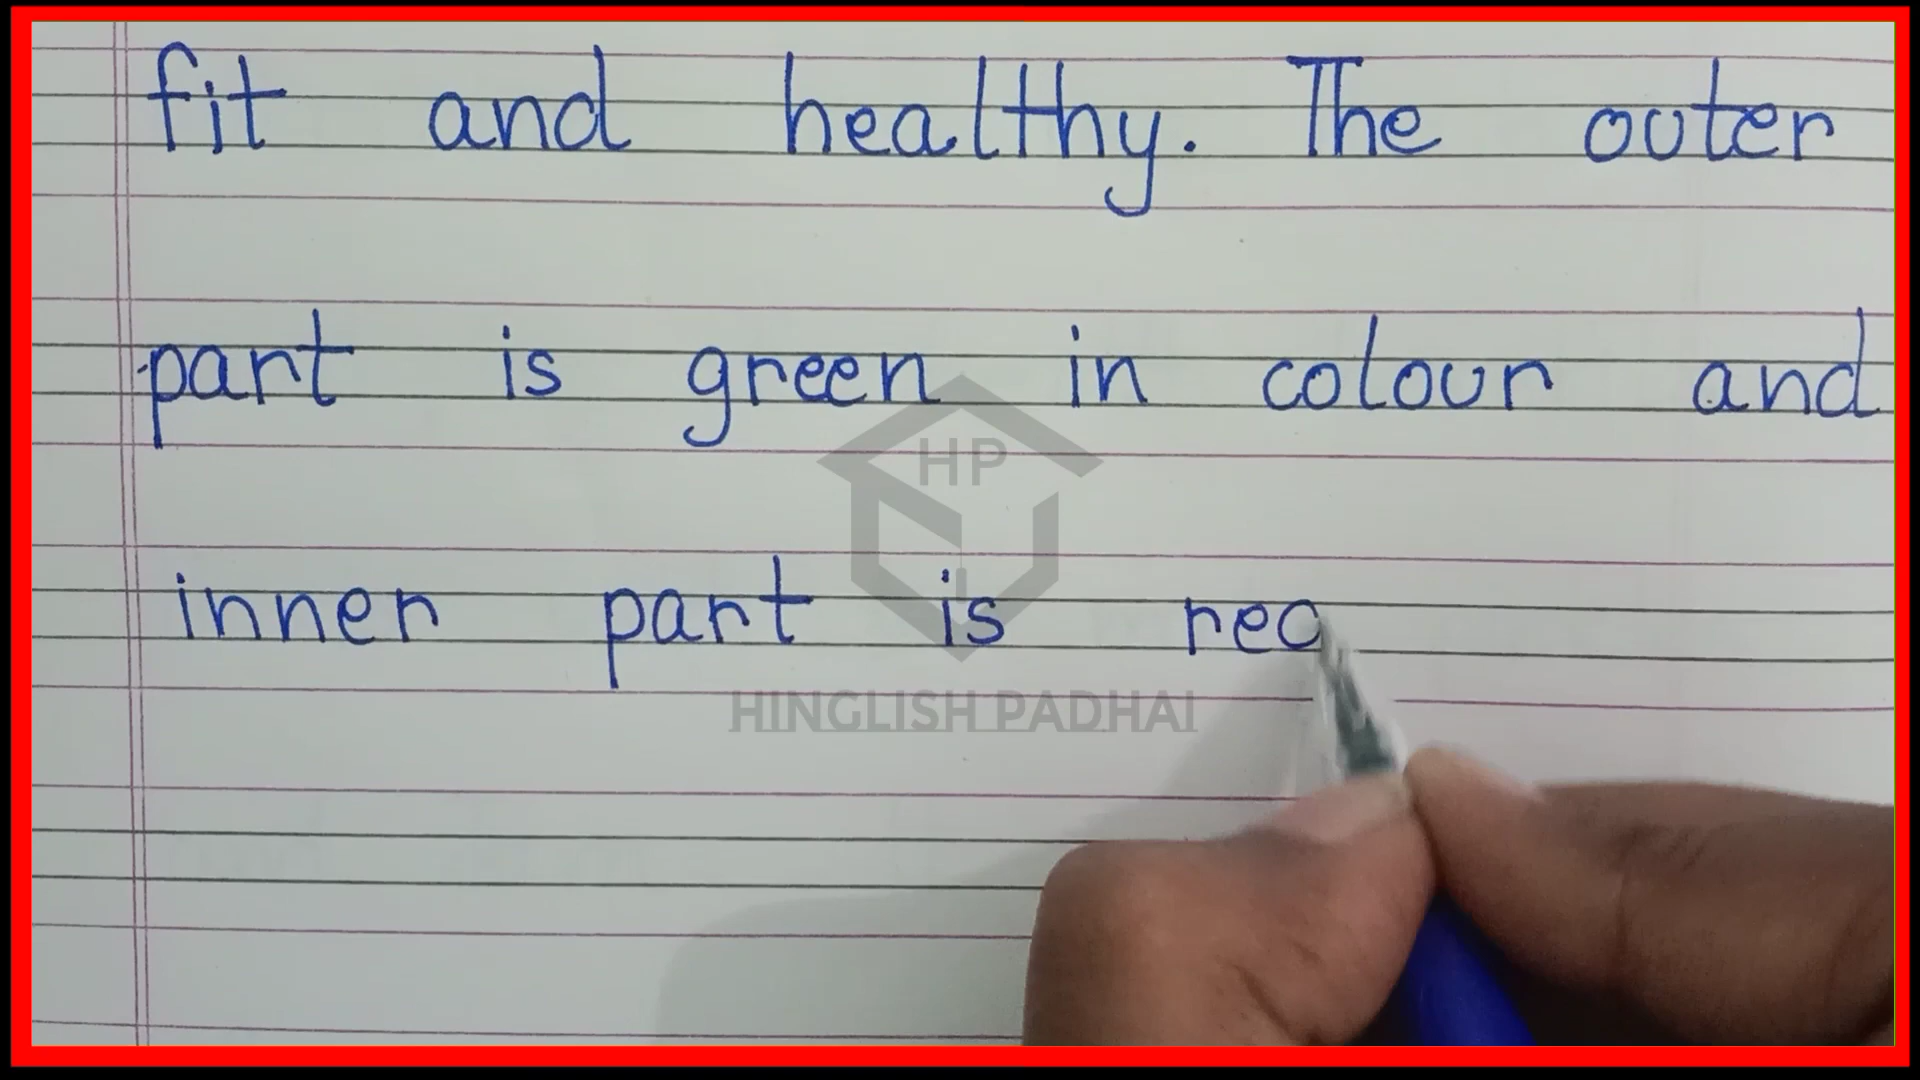 fit and healthy. The outer
part is green in colour and
HP
inner part is rec
HINGLISH PADHAI